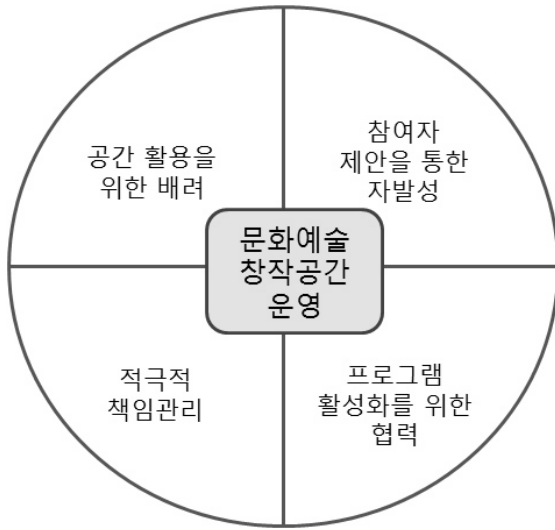 공간 활용을
위한 배려
참여자
제안을 통한
자발성
문화예술
창작공간
운영
적극적
책임관리
프로그램
활성화를 위한
협력